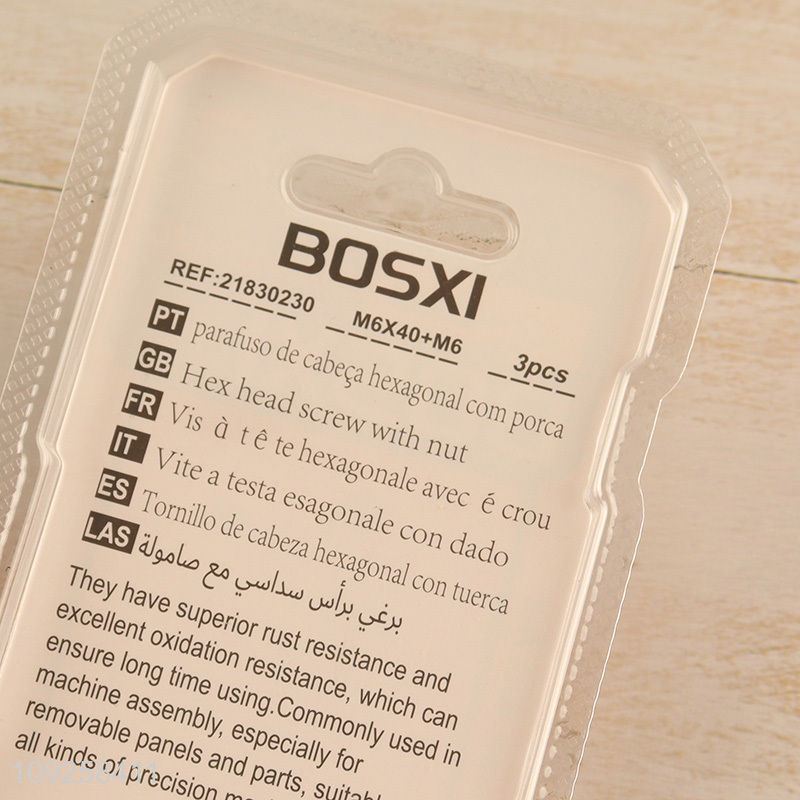 BOSXI
REF:21830230 M6X40+M6 3pcs
PT parafuso de cabeça hexagonal com porca
GB Hex head screw with nut
FR Vis à t ê te hexagonale avec é crou
IT Vite a testa esagonale con dado
ES Tornillo de cabeza hexagonal con tuerca
LAS برغي برأس سداسي مع صامولة
They have superior rust resistance and
excellent oxidation resistance, which can
ensure long time using.Commonly used in
machine assembly, especially for
removable panels and parts,
all kinds of precision